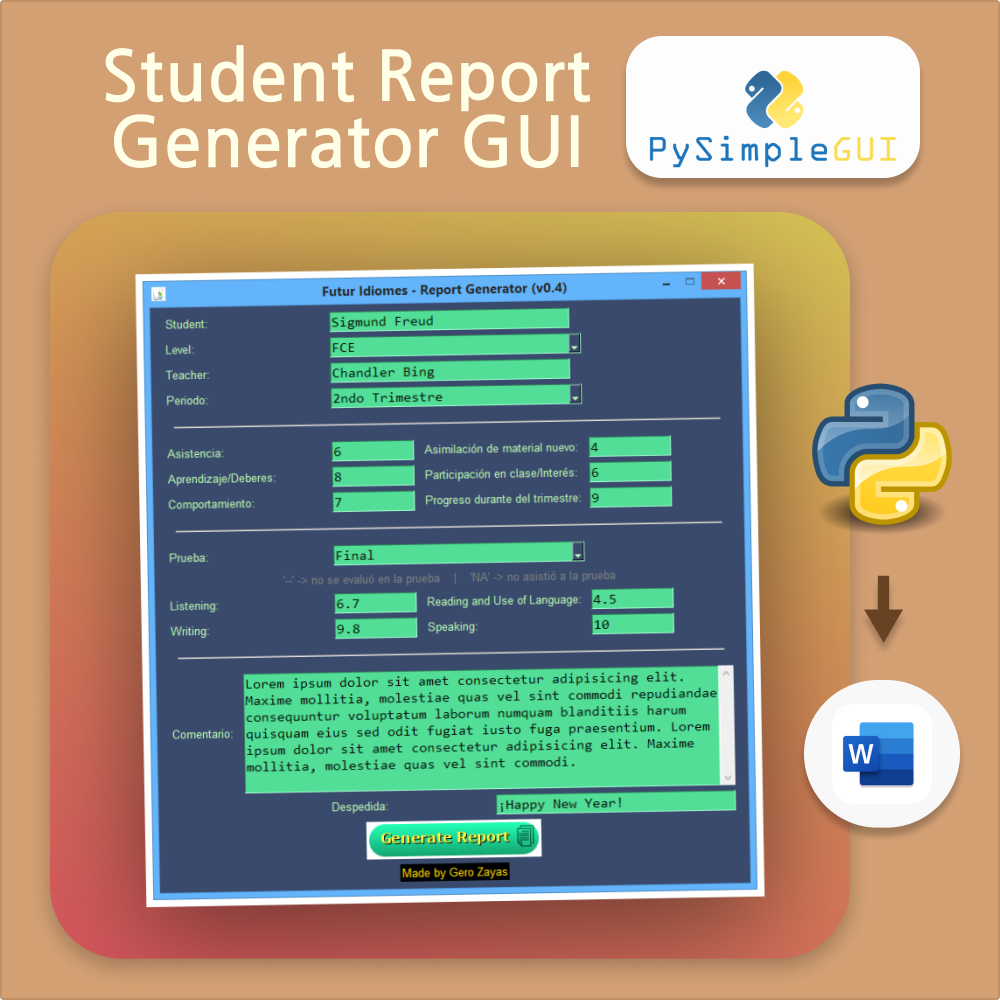 Student Report
Generator GUI
PySimpleGUI
Futur Idiomes - Report Generator (v0.4)
Student: Sigmund Freud
Level: FCE
Teacher: Chandler Bing
Periodo: 2ndo Trimestre
Asistencia: 6 Asimilación de material nuevo: 4
Aprendizaje/Deberes: 8 Participación en clase/Interés: 6
Comportamiento: 7 Progreso durante del trimestre: 9
Prueba: Final
'--' -> no se evaluó en la prueba | 'NA' -> no asistió a la prueba
Listening: 6.7 Reading and Use of Language: 4.5
Writing: 9.8 Speaking: 10
Comentario:
Lorem ipsum dolor sit amet consectetur adipisicing elit.
Maxime mollitia, molestiae quas vel sint commodi repudiandae
consequuntur voluptatum laborum numquam blanditiis harum
quisquam eius sed odit fugiat iusto fuga praesentium. Lorem
ipsum dolor sit amet consectetur adipisicing elit. Maxime
mollitia, molestiae quas vel sint commodi.
Despedida: ¡Happy New Year!
Generate Report
Made by Gero Zayas
W